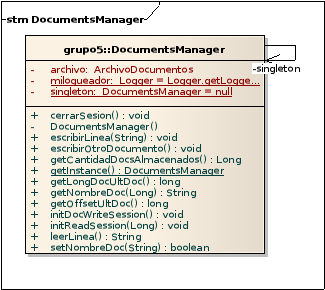 stm DocumentsManager
grupo5::DocumentsManager
-singleton
- archivo: ArchivoDocumentos
- milogueador: Logger = Logger.getLogge...
- singleton: DocumentsManager = null
+ cerrarSesion() : void
- DocumentsManager()
+ escribirLinea(String) : void
+ escribirOtroDocumento() : void
+ getCantidadDocsAlmacenados() : Long
+ getInstance() : DocumentsManager
+ getLongDocUltDoc() : long
+ getNombreDoc(Long) : String
+ getOffsetUltDoc() : long
+ initDocWriteSession() : void
+ initReadSession(Long) : void
+ leerLinea() : String
+ setNombreDoc(String) : boolean